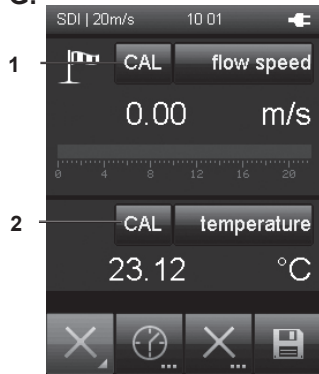 SDI | 20m/s 10 01
1 CAL flow speed
0.00 m/s
0 4 8 12 16 20
2 CAL temperature
23.12 °C